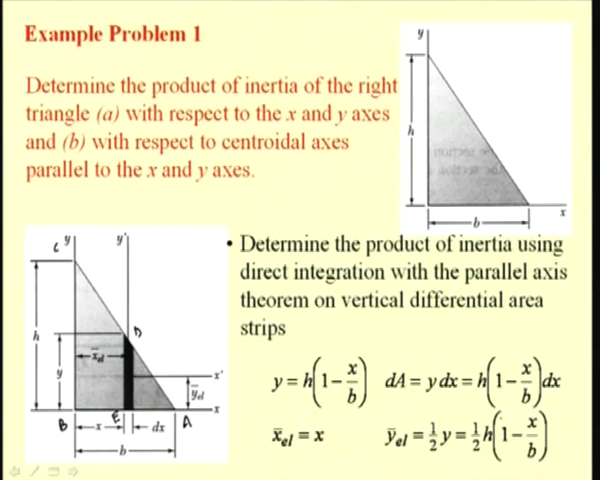 Example Problem 1
Determine the product of inertia of the right
triangle (a) with respect to the x and y axes
and (b) with respect to centroidal axes
parallel to the x and y axes.
y
h
b
x
• Determine the product of inertia using
direct integration with the parallel axis
theorem on vertical differential area
strips
y = h(1 − x/b) dA = y dx = h(1 − x/b)dx
x̄el = x ȳel = ½y = ½h(1 − x/b)
C y y'
D
h
x̄el
y
x'
ȳel
x
B E A
x dx
b